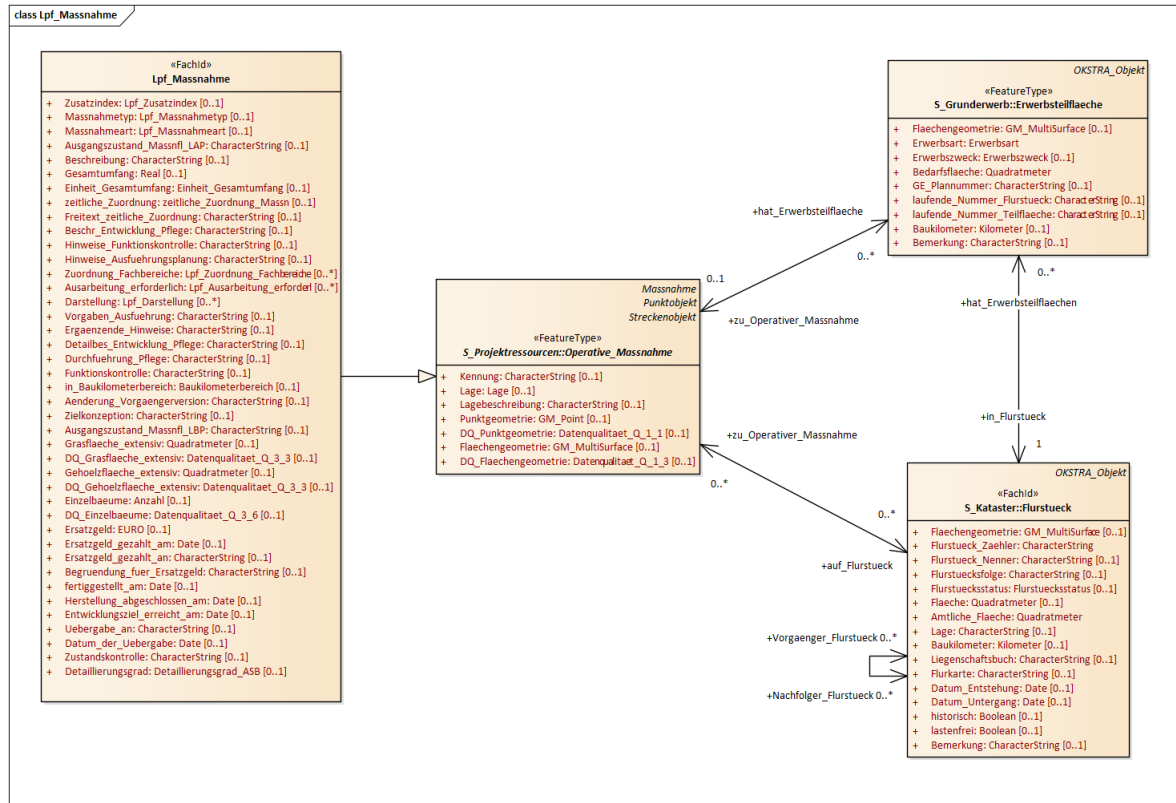 class Lpf_Massnahme
«FachId»
Lpf_Massnahme
+ Zusatzindex: Lpf_Zusatzindex [0..1]
+ Massnahmetyp: Lpf_Massnahmetyp [0..1]
+ Massnahmeart: Lpf_Massnahmeart [0..1]
+ Ausgangszustand_Massnfl_LAP: CharacterString [0..1]
+ Beschreibung: CharacterString [0..1]
+ Gesamtumfang: Real [0..1]
+ Einheit_Gesamtumfang: Einheit_Gesamtumfang [0..1]
+ zeitliche_Zuordnung: zeitliche_Zuordnung_Massn [0..1]
+ Freitext_zeitliche_Zuordnung: CharacterString [0..1]
+ Beschr_Entwicklung_Pflege: CharacterString [0..1]
+ Hinweise_Funktionskontrolle: CharacterString [0..1]
+ Hinweise_Ausfuehrungsplanung: CharacterString [0..1]
+ Zuordnung_Fachbereiche: Lpf_Zuordnung_Fachbereiche [0..*]
+ Ausarbeitung_erforderlich: Lpf_Ausarbeitung_erforderl [0..*]
+ Darstellung: Lpf_Darstellung [0..*]
+ Vorgaben_Ausfuehrung: CharacterString [0..1]
+ Ergaenzende_Hinweise: CharacterString [0..1]
+ Detailbes_Entwicklung_Pflege: CharacterString [0..1]
+ Durchfuehrung_Pflege: CharacterString [0..1]
+ Funktionskontrolle: CharacterString [0..1]
+ in_Baukilometerbereich: Baukilometerbereich [0..1]
+ Aenderung_Vorgaengerversion: CharacterString [0..1]
+ Zielkonzeption: CharacterString [0..1]
+ Ausgangszustand_Massnfl_LBP: CharacterString [0..1]
+ Grasflaeche_extensiv: Quadratmeter [0..1]
+ DQ_Grasflaeche_extensiv: Datenqualitaet_Q_3_3 [0..1]
+ Gehoelzflaeche_extensiv: Quadratmeter [0..1]
+ DQ_Gehoelzflaeche_extensiv: Datenqualitaet_Q_3_3 [0..1]
+ Einzelbaeume: Anzahl [0..1]
+ DQ_Einzelbaeume: Datenqualitaet_Q_3_6 [0..1]
+ Ersatzgeld: EURO [0..1]
+ Ersatzgeld_gezahlt_am: Date [0..1]
+ Ersatzgeld_gezahlt_an: CharacterString [0..1]
+ Begruendung_fuer_Ersatzgeld: CharacterString [0..1]
+ fertiggestellt_am: Date [0..1]
+ Herstellung_abgeschlossen_am: Date [0..1]
+ Entwicklungsziel_erreicht_am: Date [0..1]
+ Uebergabe_an: CharacterString [0..1]
+ Datum_der_Uebergabe: Date [0..1]
+ Zustandskontrolle: CharacterString [0..1]
+ Detaillierungsgrad: Detaillierungsgrad_ASB [0..1]
Massnahme
Punktobjekt
Streckenobjekt
«FeatureType»
S_Projektressourcen::Operative_Massnahme
+ Kennung: CharacterString [0..1]
+ Lage: Lage [0..1]
+ Lagebeschreibung: CharacterString [0..1]
+ Punktgeometrie: GM_Point [0..1]
+ DQ_Punktgeometrie: Datenqualitaet_Q_1_1 [0..1]
+ Flaechengeometrie: GM_MultiSurface [0..1]
+ DQ_Flaechengeometrie: Datenqualitaet_Q_1_3 [0..1]
+hat_Erwerbsteilflaeche
0..*
0..1
+zu_Operativer_Massnahme
+zu_Operativer_Massnahme
0..*
0..*
+auf_Flurstueck
OKSTRA_Objekt
«FeatureType»
S_Grunderwerb::Erwerbsteilflaeche
+ Flaechengeometrie: GM_MultiSurface [0..1]
+ Erwerbsart: Erwerbsart
+ Erwerbszweck: Erwerbszweck [0..1]
+ Bedarfsflaeche: Quadratmeter
+ GE_Plannummer: CharacterString [0..1]
+ laufende_Nummer_Flurstueck: CharacterString [0..1]
+ laufende_Nummer_Teilflaeche: CharacterString [0..1]
+ Baukilometer: Kilometer [0..1]
+ Bemerkung: CharacterString [0..1]
0..*
+hat_Erwerbsteilflaechen
+in_Flurstueck
1
OKSTRA_Objekt
«FachId»
S_Kataster::Flurstueck
+ Flaechengeometrie: GM_MultiSurface [0..1]
+ Flurstueck_Zaehler: CharacterString
+ Flurstueck_Nenner: CharacterString [0..1]
+ Flurstuecksfolge: CharacterString [0..1]
+ Flurstuecksstatus: Flurstuecksstatus [0..1]
+ Flaeche: Quadratmeter [0..1]
+ Amtliche_Flaeche: Quadratmeter
+ Lage: CharacterString [0..1]
+ Baukilometer: Kilometer [0..1]
+ Liegenschaftsbuch: CharacterString [0..1]
+ Flurkarte: CharacterString [0..1]
+ Datum_Entstehung: Date [0..1]
+ Datum_Untergang: Date [0..1]
+ historisch: Boolean [0..1]
+ lastenfrei: Boolean [0..1]
+ Bemerkung: CharacterString [0..1]
+Vorgaenger_Flurstueck 0..*
+Nachfolger_Flurstueck 0..*